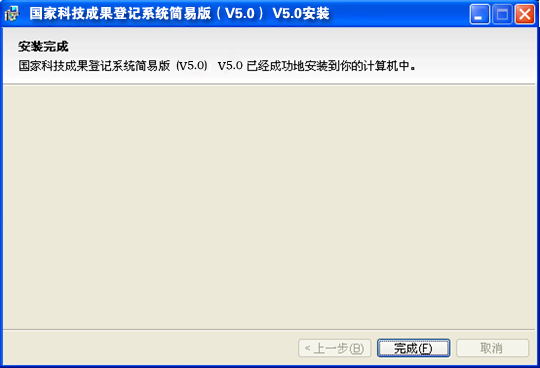 国家科技成果登记系统简易版（V5.0） V5.0安装
安装完成
国家科技成果登记系统简易版（V5.0） V5.0 已经成功地安装到你的计算机中。
< 上一步(B)
完成(F)
取消